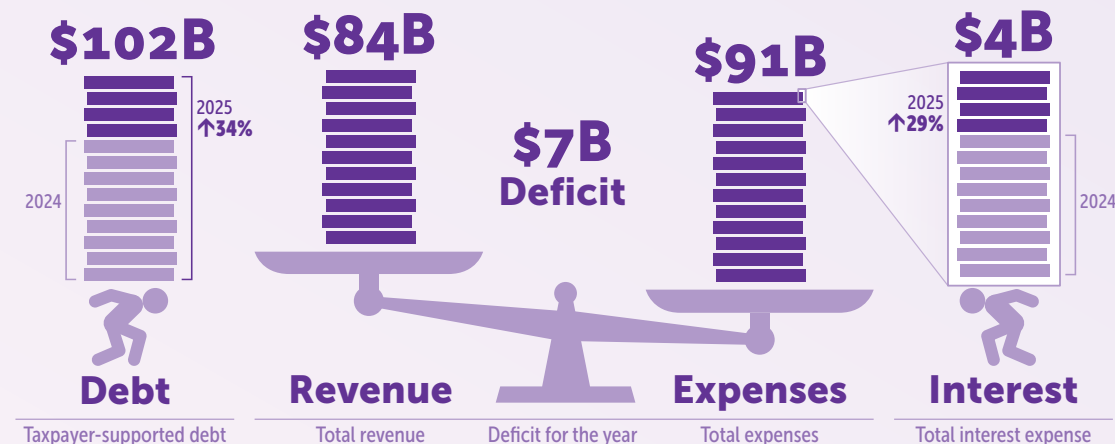 $102B
2025
↑34%
2024
Debt
Taxpayer-supported debt
$84B
Revenue
Total revenue
$7B
Deficit
Deficit for the year
$91B
Expenses
Total expenses
$4B
2025
↑29%
2024
Interest
Total interest expense